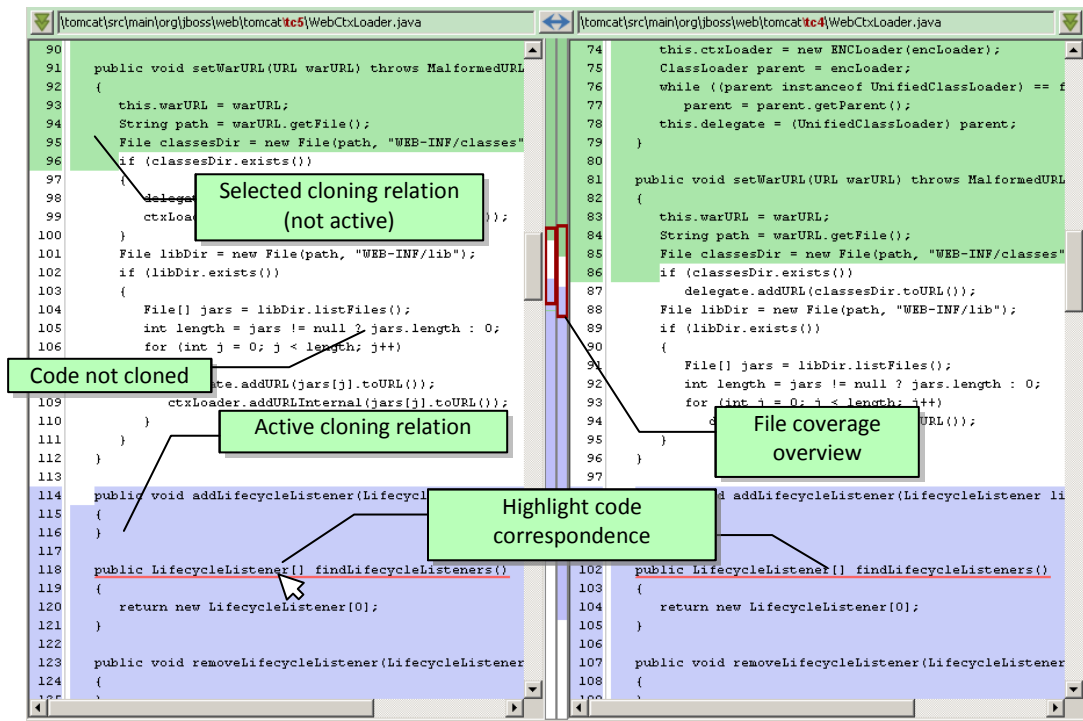 \tomcat\src\main\org\jboss\web\tomcat\tc5\WebCtxLoader.java
90
91 public void setWarURL(URL warURL) throws MalformedURL
92 {
93 this.warURL = warURL;
94 String path = warURL.getFile();
95 File classesDir = new File(path, "WEB-INF/classes"
96 if (classesDir.exists())
97 {
98
99 ctxLoa ());
100 }
101 File libDir = new File(path, "WEB-INF/lib");
102 if (libDir.exists())
103 {
104 File[] jars = libDir.listFiles();
105 int length = jars != null ? jars.length : 0;
106 for (int j = 0; j < length; j++)
ate.addURL(jars[j].toURL());
109 ctxLoader.addURLInternal(jars[j].toURL());
110 }
111 }
112 }
113
114 public void addLifecycleListener(Lifecycl
115 {
116 }
117
118 public LifecycleListener[] findLifecycleListeners()
119 {
120 return new LifecycleListener[0];
121 }
122
123 public void removeLifecycleListener(LifecycleListener
124 {
Selected cloning relation
(not active)
Code not cloned
Active cloning relation
Highlight code
correspondence
File coverage
overview
\tomcat\src\main\org\jboss\web\tomcat\tc4\WebCtxLoader.java
74 this.ctxLoader = new ENCLoader(encLoader);
75 ClassLoader parent = encLoader;
76 while ((parent instanceof UnifiedClassLoader) == f
77 parent = parent.getParent();
78 this.delegate = (UnifiedClassLoader) parent;
79 }
80
81 public void setWarURL(URL warURL) throws MalformedURL
82 {
83 this.warURL = warURL;
84 String path = warURL.getFile();
85 File classesDir = new File(path, "WEB-INF/classes"
86 if (classesDir.exists())
87 delegate.addURL(classesDir.toURL());
88 File libDir = new File(path, "WEB-INF/lib");
89 if (libDir.exists())
90 {
91 File[] jars = libDir.listFiles();
92 int length = jars != null ? jars.length : 0;
93 for (int j = 0; j < length; j++)
94 d URL());
95 }
96 }
97
addLifecycleListener(LifecycleListener li
102 public LifecycleListener[] findLifecycleListeners()
103 {
104 return new LifecycleListener[0];
105 }
106
107 public void removeLifecycleListener(LifecycleListener
108 {